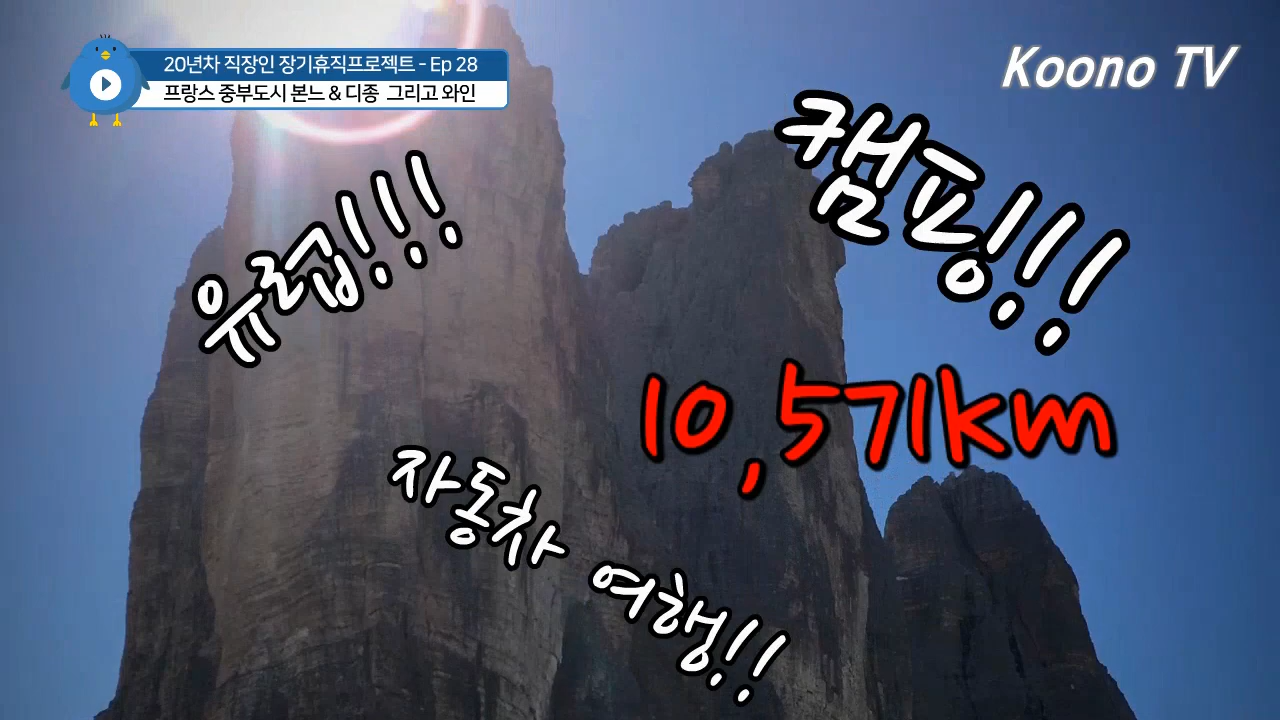 20년차 직장인 장기휴직프로젝트 - Ep 28
프랑스 중부도시 본느 & 디종 그리고 와인
Koono TV
유럽!!!
캠핑!!!
10,571km
자동차 여행!!